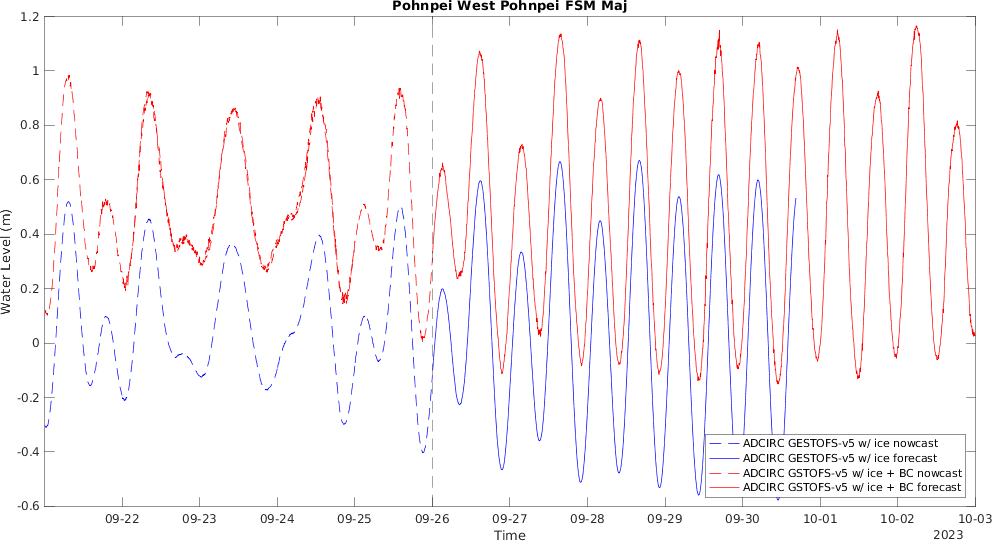 Pohnpei West Pohnpei FSM Maj
1.2
1
0.8
0.6
0.4
0.2
0
-0.2
-0.4
-0.6
Water Level (m)
ADCIRC GESTOFS-v5 w/ ice nowcast
ADCIRC GESTOFS-v5 w/ ice forecast
ADCIRC GSTOFS-v5 w/ ice + BC nowcast
ADCIRC GSTOFS-v5 w/ ice + BC forecast
09-22 09-23 09-24 09-25 09-26 09-27 09-28 09-29 09-30 10-01 10-02 10-03
Time
2023